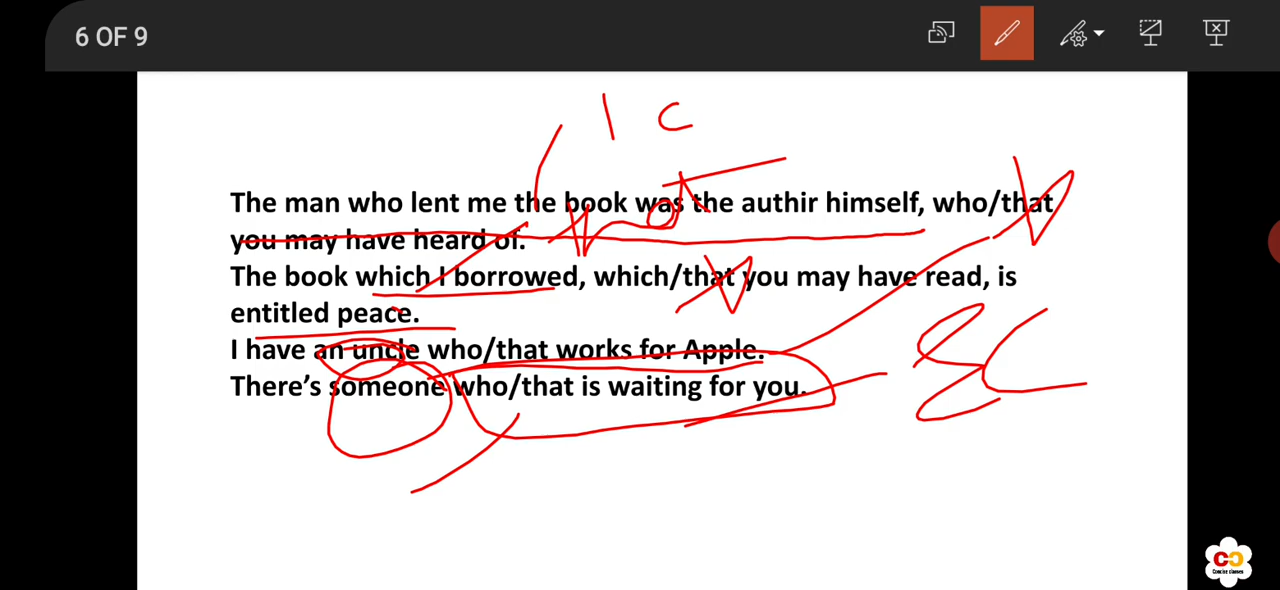 6 OF 9
The man who lent me the book was the authir himself, who/that
you may have heard of.
The book which I borrowed, which/that you may have read, is
entitled peace.
I have an uncle who/that works for Apple.
There's someone who/that is waiting for you.
Concise classes